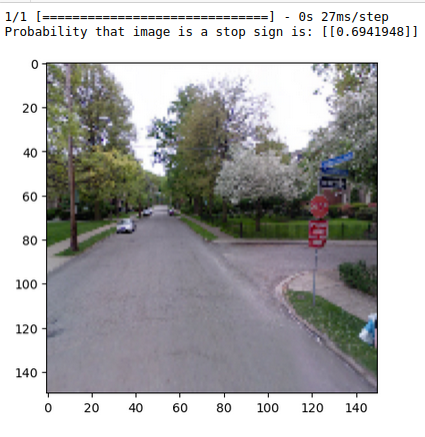 1/1 [==============================] - 0s 27ms/step
Probability that image is a stop sign is: [[0.6941948]]
0
20
40
60
80
100
120
140
0 20 40 60 80 100 120 140